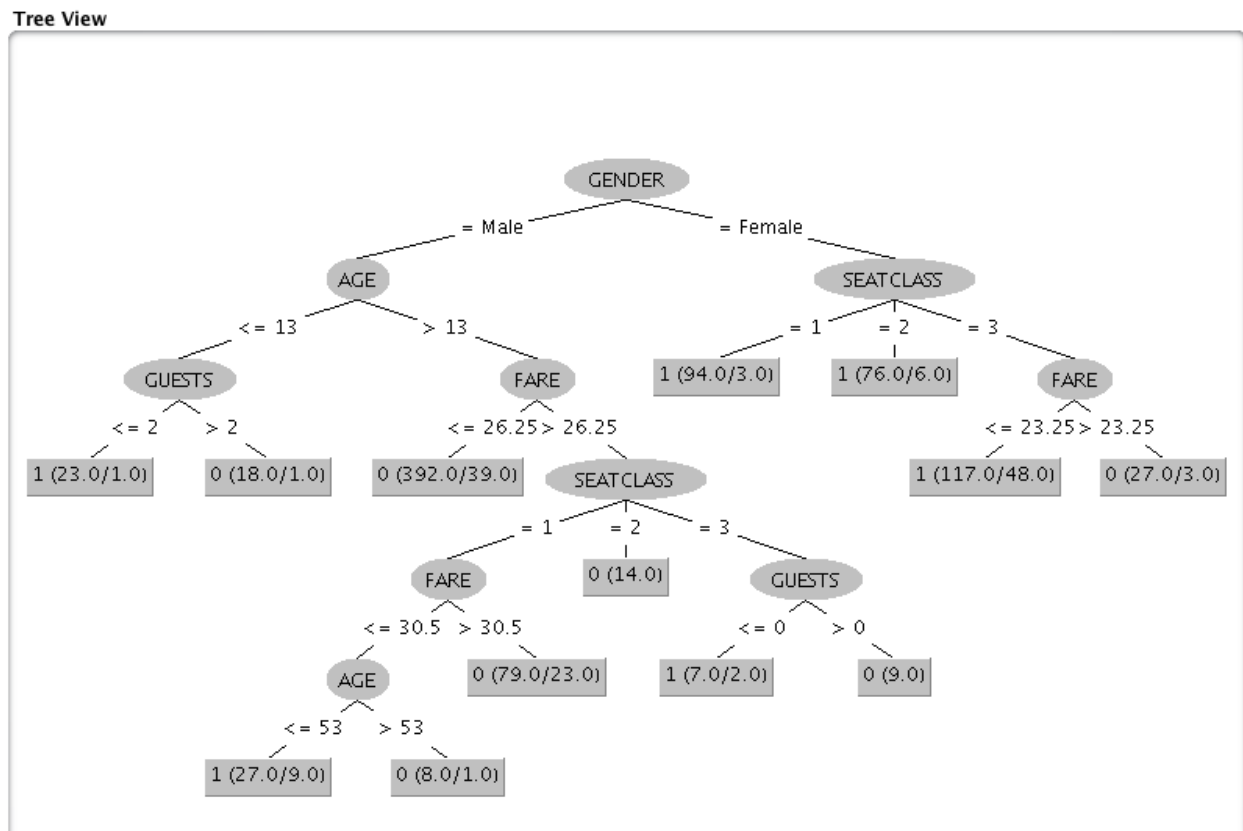 Tree View
GENDER
= Male = Female
AGE SEATCLASS
<= 13 > 13 = 1 = 2 = 3
GUESTS FARE 1 (94.0/3.0) 1 (76.0/6.0) FARE
<= 2 > 2 <= 26.25 > 26.25 <= 23.25 > 23.25
1 (23.0/1.0) 0 (18.0/1.0) 0 (392.0/39.0) SEATCLASS 1 (117.0/48.0) 0 (27.0/3.0)
= 1 = 2 = 3
FARE 0 (14.0) GUESTS
<= 30.5 > 30.5 <= 0 > 0
AGE 0 (79.0/23.0) 1 (7.0/2.0) 0 (9.0)
<= 53 > 53
1 (27.0/9.0) 0 (8.0/1.0)